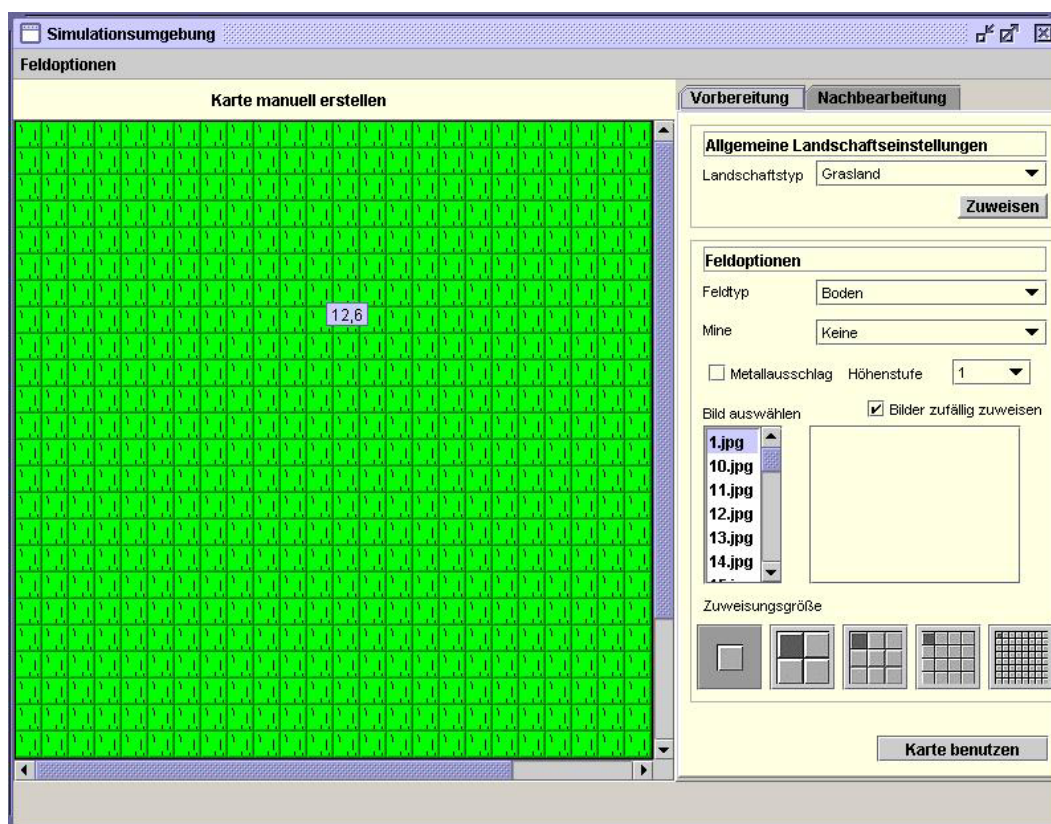 Simulationsumgebung
Feldoptionen
Karte manuell erstellen
12,6
Vorbereitung Nachbearbeitung
Allgemeine Landschaftseinstellungen
Landschaftstyp Grasland
Zuweisen
Feldoptionen
Feldtyp Boden
Mine Keine
Metallausschlag Höhenstufe 1
Bild auswählen Bilder zufällig zuweisen
1.jpg
10.jpg
11.jpg
12.jpg
13.jpg
14.jpg
Zuweisungsgröße
Karte benutzen